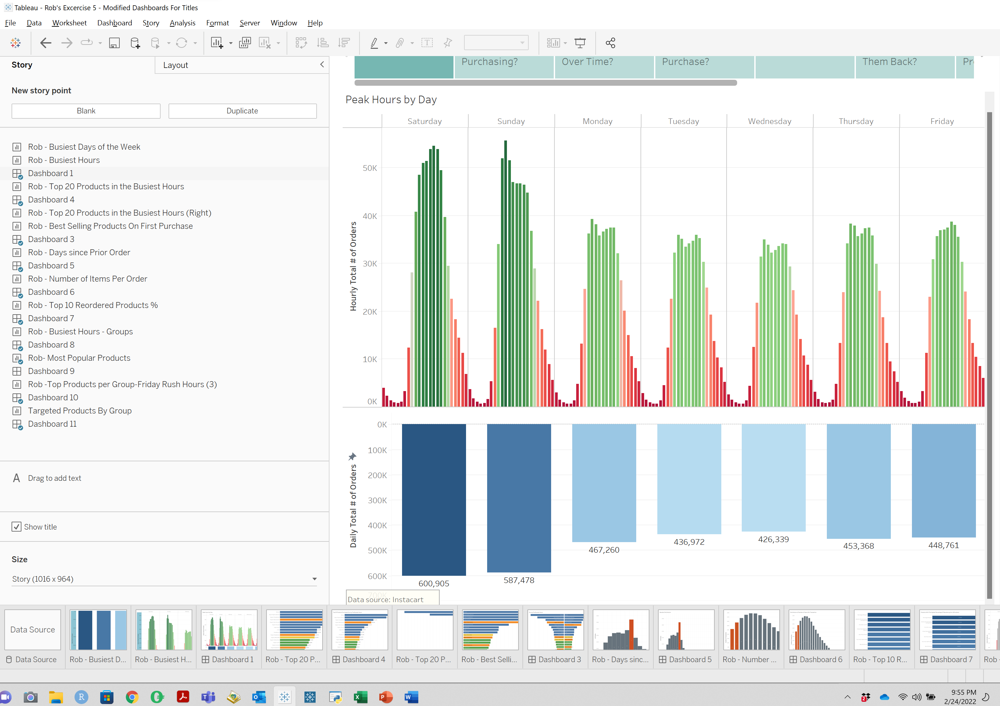 Tableau - Rob's Excercise 5 - Modified Dashboards For Titles
File Data Worksheet Dashboard Story Analysis Format Server Window Help
Story
Layout
Purchasing?
Over Time?
Purchase?
Them Back?
Pr
New story point
Blank
Duplicate
Rob - Busiest Days of the Week
Rob - Busiest Hours
Dashboard 1
Rob - Top 20 Products in the Busiest Hours
Dashboard 4
Rob - Top 20 Products in the Busiest Hours (Right)
Rob - Best Selling Products On First Purchase
Dashboard 3
Rob - Days since Prior Order
Dashboard 5
Rob - Number of Items Per Order
Dashboard 6
Rob - Top 10 Reordered Products %
Dashboard 7
Rob - Busiest Hours - Groups
Dashboard 8
Rob- Most Popular Products
Dashboard 9
Rob -Top Products per Group-Friday Rush Hours (3)
Dashboard 10
Targeted Products By Group
Dashboard 11
A Drag to add text
Show title
Size
Story (1016 x 964)
Peak Hours by Day
Saturday Sunday Monday Tuesday Wednesday Thursday Friday
Hourly Total # of Orders
50K
40K
30K
20K
10K
0K
Daily Total # of Orders
0K
100K
200K
300K
400K
500K
600K
700K
600,905
587,478
467,260
436,972
426,339
453,368
448,761
Data source: Instacart
Data Source
Data Source
Rob - Busiest D...
Rob - Busiest H...
Dashboard 1
Rob - Top 20 P...
Dashboard 4
Rob - Top 20 P...
Rob - Best Selli...
Dashboard 3
Rob - Days sinc...
Dashboard 5
Rob - Number ...
Dashboard 6
Rob - Top 10 R...
Dashboard 7
Rob -
9:55 PM
2/24/2022